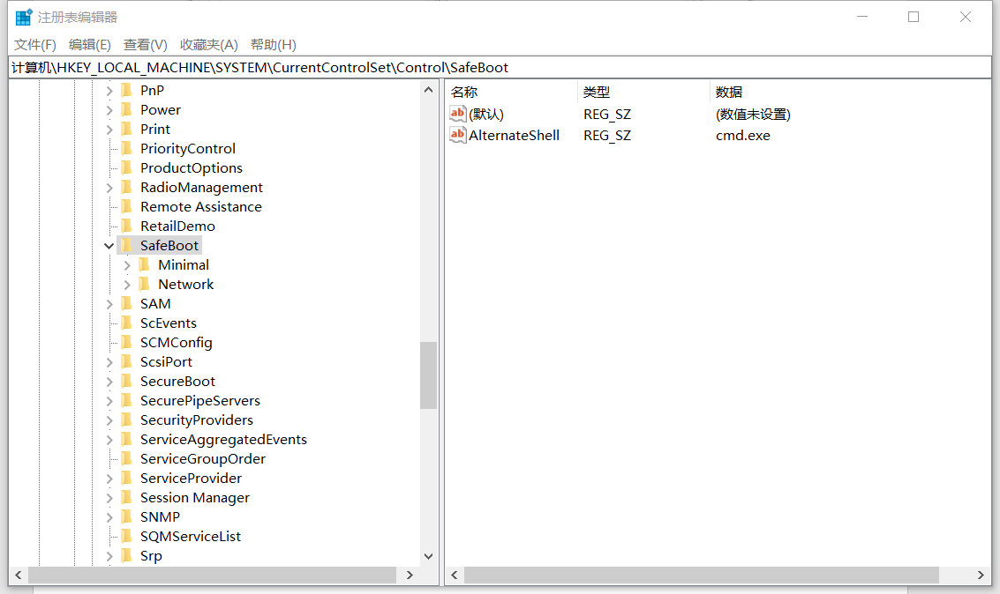 注册表编辑器
文件(F) 编辑(E) 查看(V) 收藏夹(A) 帮助(H)
计算机\HKEY_LOCAL_MACHINE\SYSTEM\CurrentControlSet\Control\SafeBoot
PnP
Power
Print
PriorityControl
ProductOptions
RadioManagement
Remote Assistance
RetailDemo
SafeBoot
Minimal
Network
SAM
ScEvents
SCMConfig
ScsiPort
SecureBoot
SecurePipeServers
SecurityProviders
ServiceAggregatedEvents
ServiceGroupOrder
ServiceProvider
Session Manager
SNMP
SQMServiceList
Srp
名称 类型 数据
ab (默认) REG_SZ (数值未设置)
ab AlternateShell REG_SZ cmd.exe